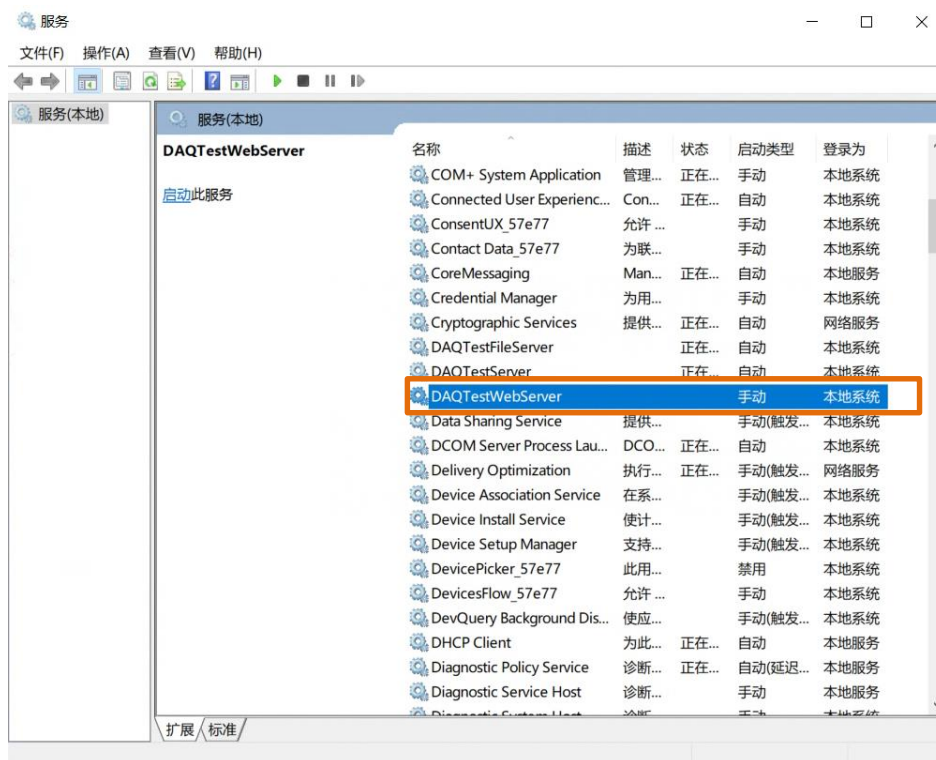 服务
文件(F) 操作(A) 查看(V) 帮助(H)
服务(本地)
服务(本地)
DAQTestWebServer
启动此服务
名称 描述 状态 启动类型 登录为
COM+ System Application 管理... 正在... 手动 本地系统
Connected User Experienc... Con... 正在... 自动 本地系统
ConsentUX_57e77 允许 ... 手动 本地系统
Contact Data_57e77 为联... 手动 本地系统
CoreMessaging Man... 正在... 自动 本地服务
Credential Manager 为用... 手动 本地系统
Cryptographic Services 提供... 正在... 自动 网络服务
DAQTestFileServer 正在... 自动 本地系统
DAQTestServer 正在... 自动 本地系统
DAQTestWebServer 手动 本地系统
Data Sharing Service 提供... 手动(触发... 本地系统
DCOM Server Process Lau... DCO... 正在... 自动 本地系统
Delivery Optimization 执行... 正在... 手动(触发... 网络服务
Device Association Service 在系... 手动(触发... 本地系统
Device Install Service 使计... 手动(触发... 本地系统
Device Setup Manager 支持... 手动(触发... 本地系统
DevicePicker_57e77 此用... 禁用 本地系统
DevicesFlow_57e77 允许 ... 手动 本地系统
DevQuery Background Dis... 使应... 手动(触发... 本地系统
DHCP Client 为此... 正在... 自动 本地服务
Diagnostic Policy Service 诊断... 正在... 自动(延迟... 本地服务
Diagnostic Service Host 诊断... 手动 本地服务
Diagnostic System Host 诊断... 手动 本地系统
扩展 标准